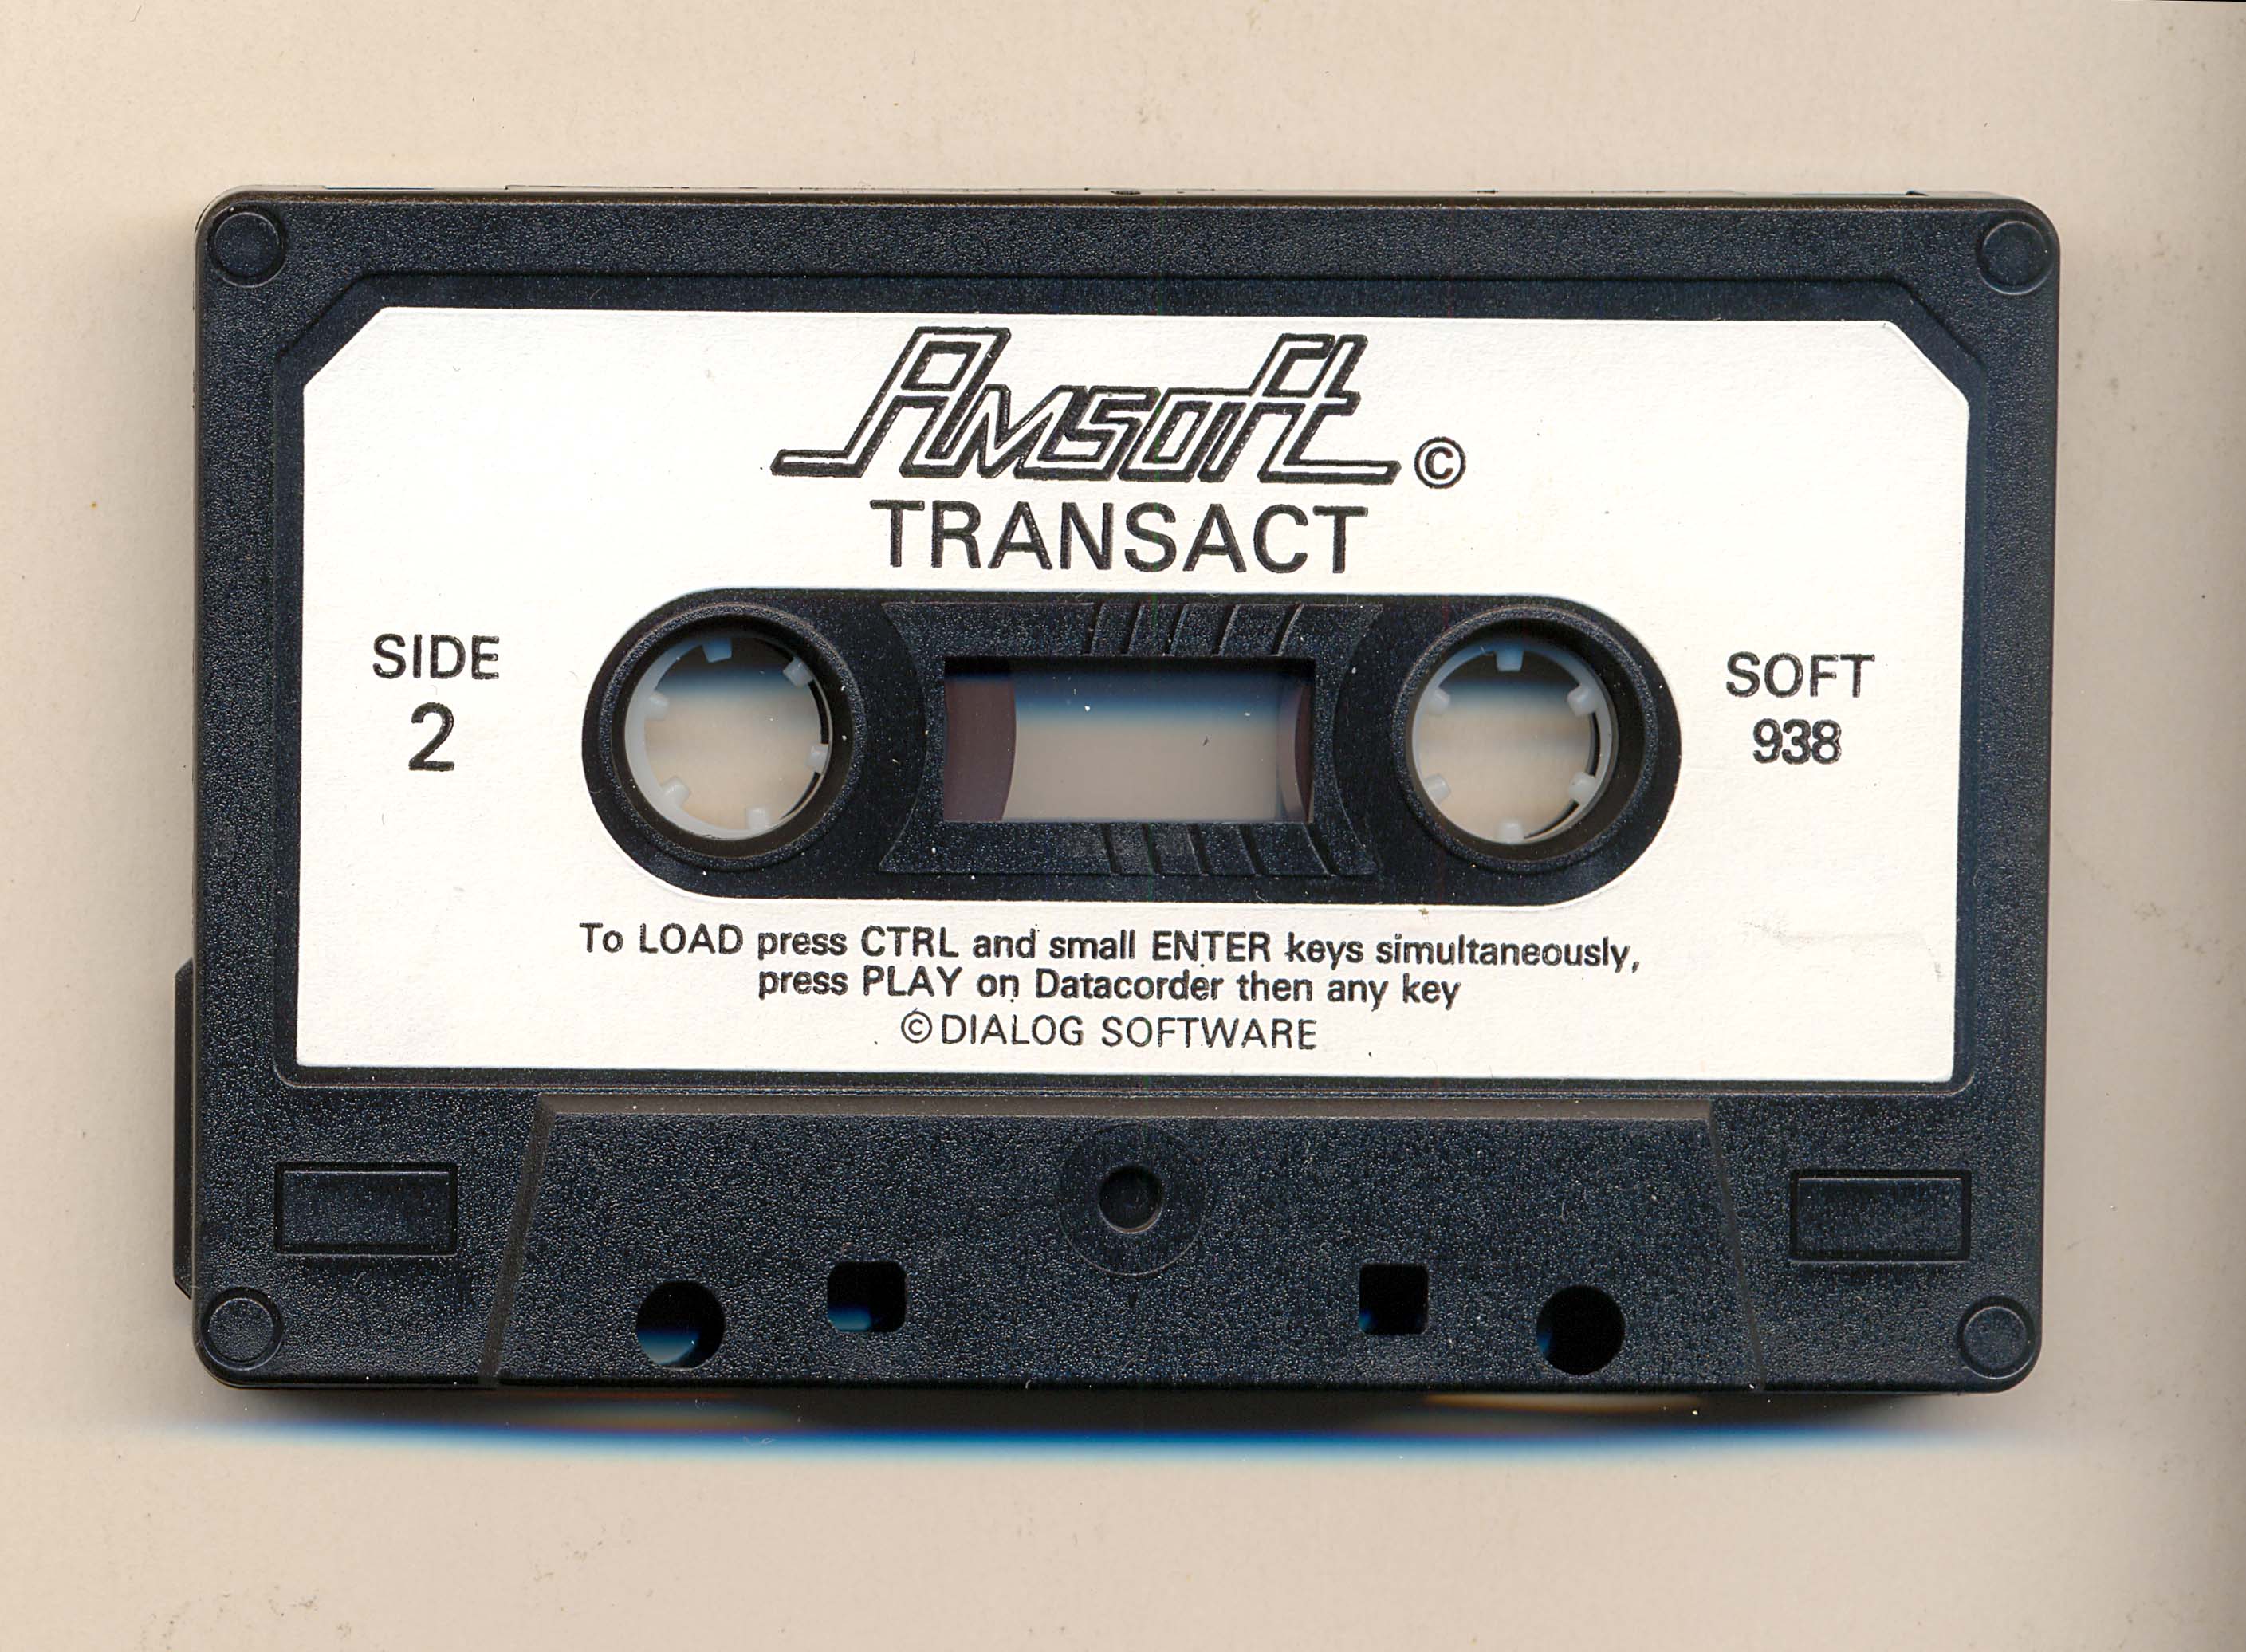 Amsoft ©
TRANSACT
SIDE
2
SOFT
938
To LOAD press CTRL and small ENTER keys simultaneously,
press PLAY on Datacorder then any key
©DIALOG SOFTWARE